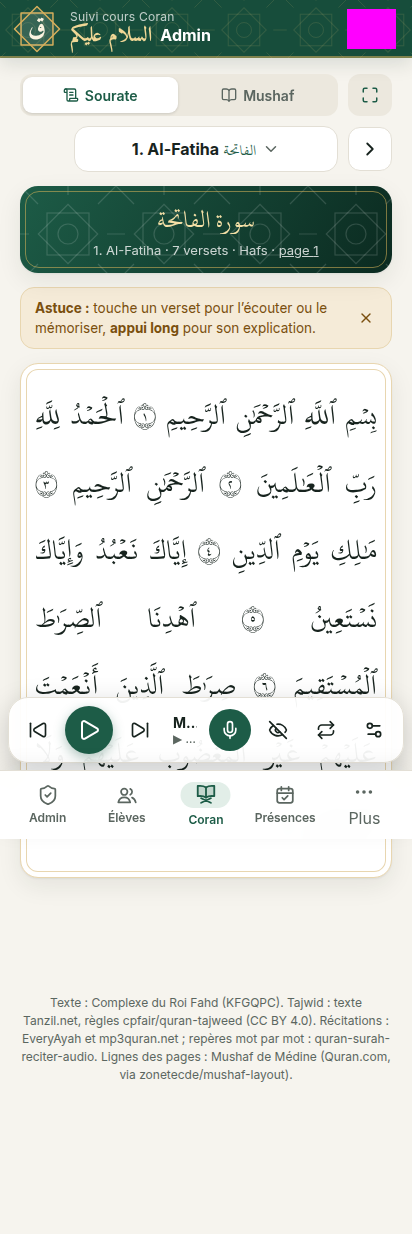 Suivi cours Coran
السلام عليكم Admin
ق
Sourate
Mushaf
1. Al-Fatiha الفاتحة
سورة الفاتحة
1. Al-Fatiha · 7 versets · Hafs · page 1
Astuce : touche un verset pour l’écouter ou le
mémoriser, appui long pour son explication.
بِسْمِ ٱللَّهِ ٱلرَّحْمَٰنِ ٱلرَّحِيمِ ١ ٱلْحَمْدُ لِلَّهِ
رَبِّ ٱلْعَٰلَمِينَ ٢ ٱلرَّحْمَٰنِ ٱلرَّحِيمِ ٣
مَٰلِكِ يَوْمِ ٱلدِّينِ ٤ إِيَّاكَ نَعْبُدُ وَإِيَّاكَ
نَسْتَعِينُ ٥ ٱهْدِنَا ٱلصِّرَٰطَ
ٱلْمُسْتَقِيمَ ٦ صِرَٰطَ ٱلَّذِينَ أَنْعَمْتَ
عَلَيْهِمْ غَيْرِ ٱلْمَغْضُوبِ عَلَيْهِمْ وَلَا
M...
▶ ...
Admin
Élèves
Coran
Présences
Plus
Texte : Complexe du Roi Fahd (KFGQPC). Tajwid : texte
Tanzil.net, règles cpfair/quran-tajweed (CC BY 4.0). Récitations :
EveryAyah et mp3quran.net ; repères mot par mot : quran-surah-
reciter-audio. Lignes des pages : Mushaf de Médine (Quran.com,
via zonetecde/mushaf-layout).